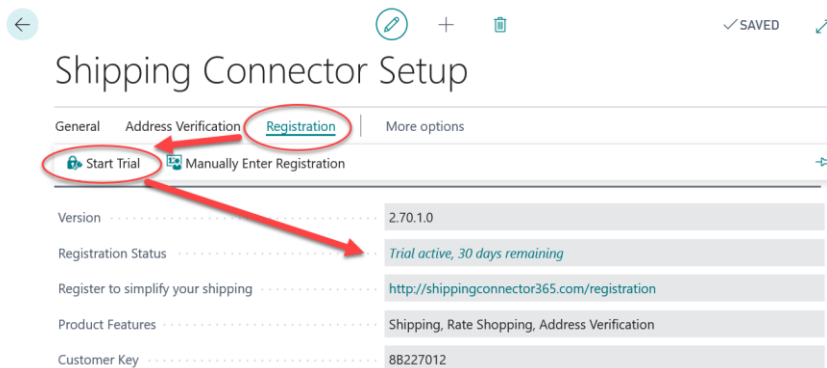 SAVED
Shipping Connector Setup
General Address Verification Registration More options
Start Trial Manually Enter Registration
Version 2.70.1.0
Registration Status Trial active, 30 days remaining
Register to simplify your shipping http://shippingconnector365.com/registration
Product Features Shipping, Rate Shopping, Address Verification
Customer Key 8B227012